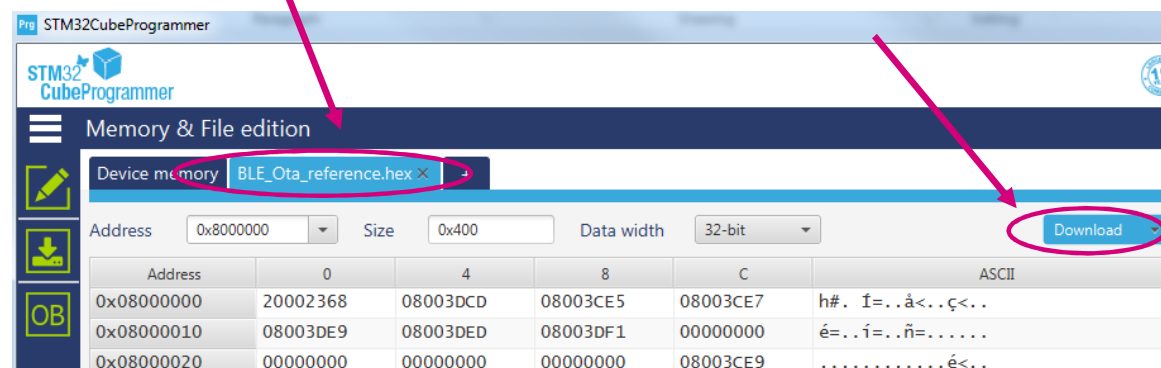 Prg STM32CubeProgrammer
STM32
CubeProgrammer
Memory & File edition
Device memory BLE_Ota_reference.hex × +
Address 0x8000000 Size 0x400 Data width 32-bit Download
Address 0 4 8 C ASCII
0x08000000 20002368 08003DCD 08003CE5 08003CE7 h#. Í=..å<..ç<..
OB
0x08000010 08003DE9 08003DED 08003DF1 00000000 é=..í=..ñ=......
0x08000020 00000000 00000000 00000000 08003CE9 ............é<..